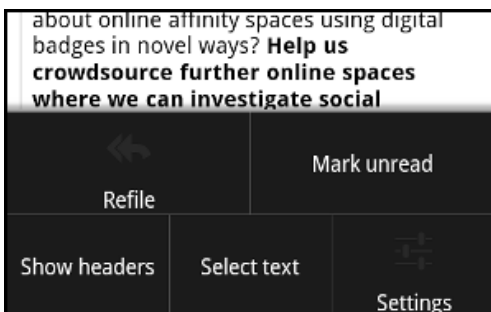 about online affinity spaces using digital
badges in novel ways? Help us
crowdsource further online spaces
where we can investigate social
Mark unread
Refile
Show headers
Select text
Settings